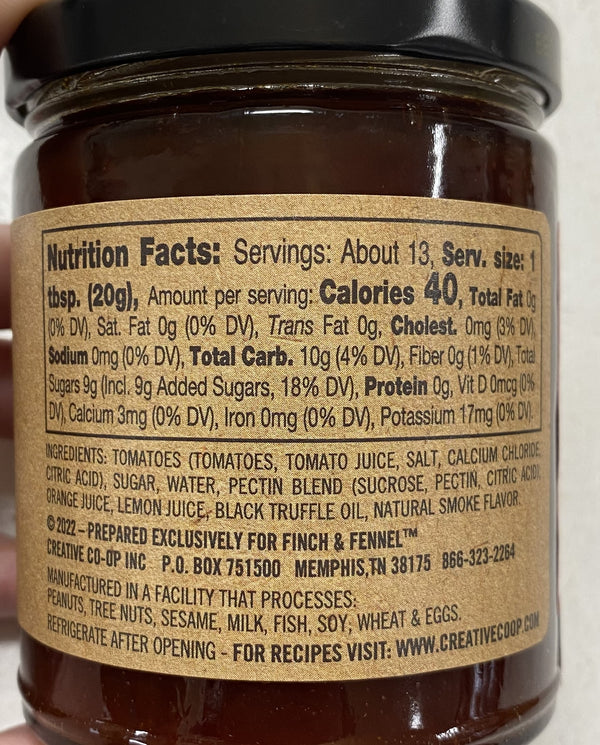 Nutrition Facts: Servings: About 13, Serv. size: 1
tbsp. (20g), Amount per serving: Calories 40, Total Fat 0g
(0% DV), Sat. Fat 0g (0% DV), Trans Fat 0g, Cholest. 0mg (3% DV),
Sodium 0mg (0% DV), Total Carb. 10g (4% DV), Fiber 0g (1% DV), Total
Sugars 9g (Incl. 9g Added Sugars, 18% DV), Protein 0g, Vit D 0mcg (0%
DV), Calcium 3mg (0% DV), Iron 0mg (0% DV), Potassium 17mg (0% DV).
INGREDIENTS: TOMATOES (TOMATOES, TOMATO JUICE, SALT, CALCIUM CHLORIDE,
CITRIC ACID), SUGAR, WATER, PECTIN BLEND (SUCROSE, PECTIN, CITRIC ACID),
ORANGE JUICE, LEMON JUICE, BLACK TRUFFLE OIL, NATURAL SMOKE FLAVOR.
© 2022 – PREPARED EXCLUSIVELY FOR FINCH & FENNEL™
CREATIVE CO-OP INC P.O. BOX 751500 MEMPHIS, TN 38175 866-323-2264
MANUFACTURED IN A FACILITY THAT PROCESSES:
PEANUTS, TREE NUTS, SESAME, MILK, FISH, SOY, WHEAT & EGGS.
REFRIGERATE AFTER OPENING - FOR RECIPES VISIT: WWW.CREATIVECOOP.COM